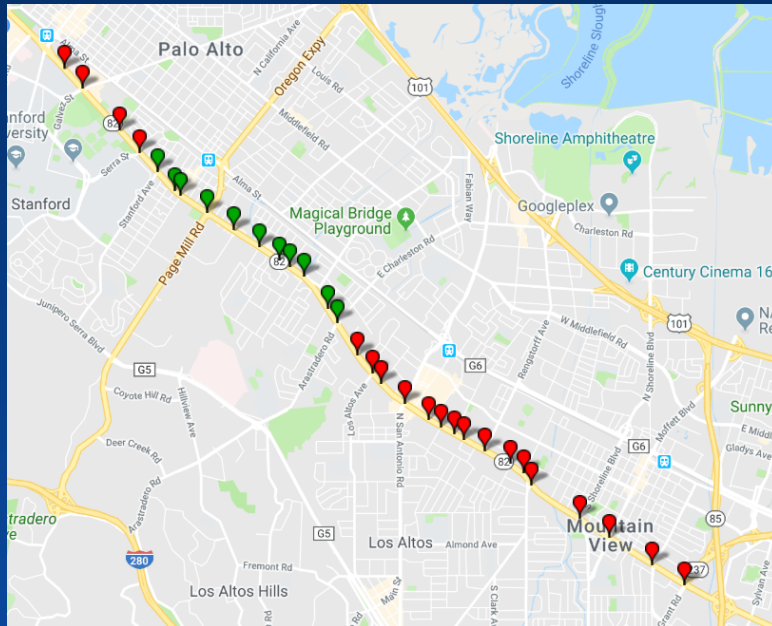 Palo Alto
Alma St
N California Ave
Oregon Expy
Louis Rd
101
Shoreline Slough
Galvez St
82
Middlefield Rd
Shoreline Amphitheatre
Serra St
Stanford
Stanford Ave
Alma St
Fabian Way
Googleplex
Magical Bridge
Playground
Charleston Rd
Page Mill Rd
E Charleston Rd
82
Century Cinema 16
Junipero Serra Blvd
W Middlefield Rd
101
Rengstorff Ave
N Shoreline Blvd
G5
Arastradero Rd
G6
Coyote Hill Rd
Hillview Ave
Los Altos Ave
N San Antonio Rd
Moffett Blvd
Sunny
E Middl
Deer Creek Rd
G6
Gladys Ave
82
Shoreline Blvd
Arastradero Rd
85
Mountain
View
G5
Los Altos
Almond Ave
280
Fremont Rd
237
Los Altos Hills
Main St
S Clark Ave
Grant Rd
Sylvan Ave